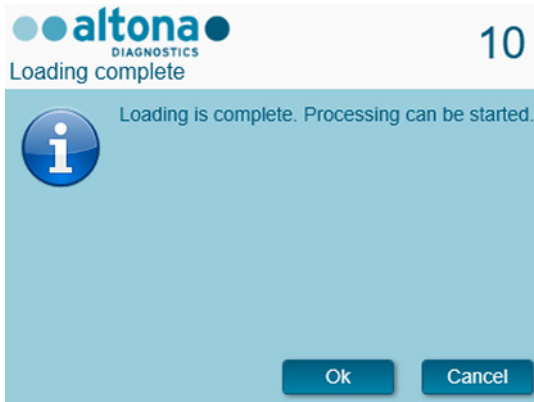 altona
DIAGNOSTICS
10
Loading complete
Loading is complete. Processing can be started.
Ok
Cancel